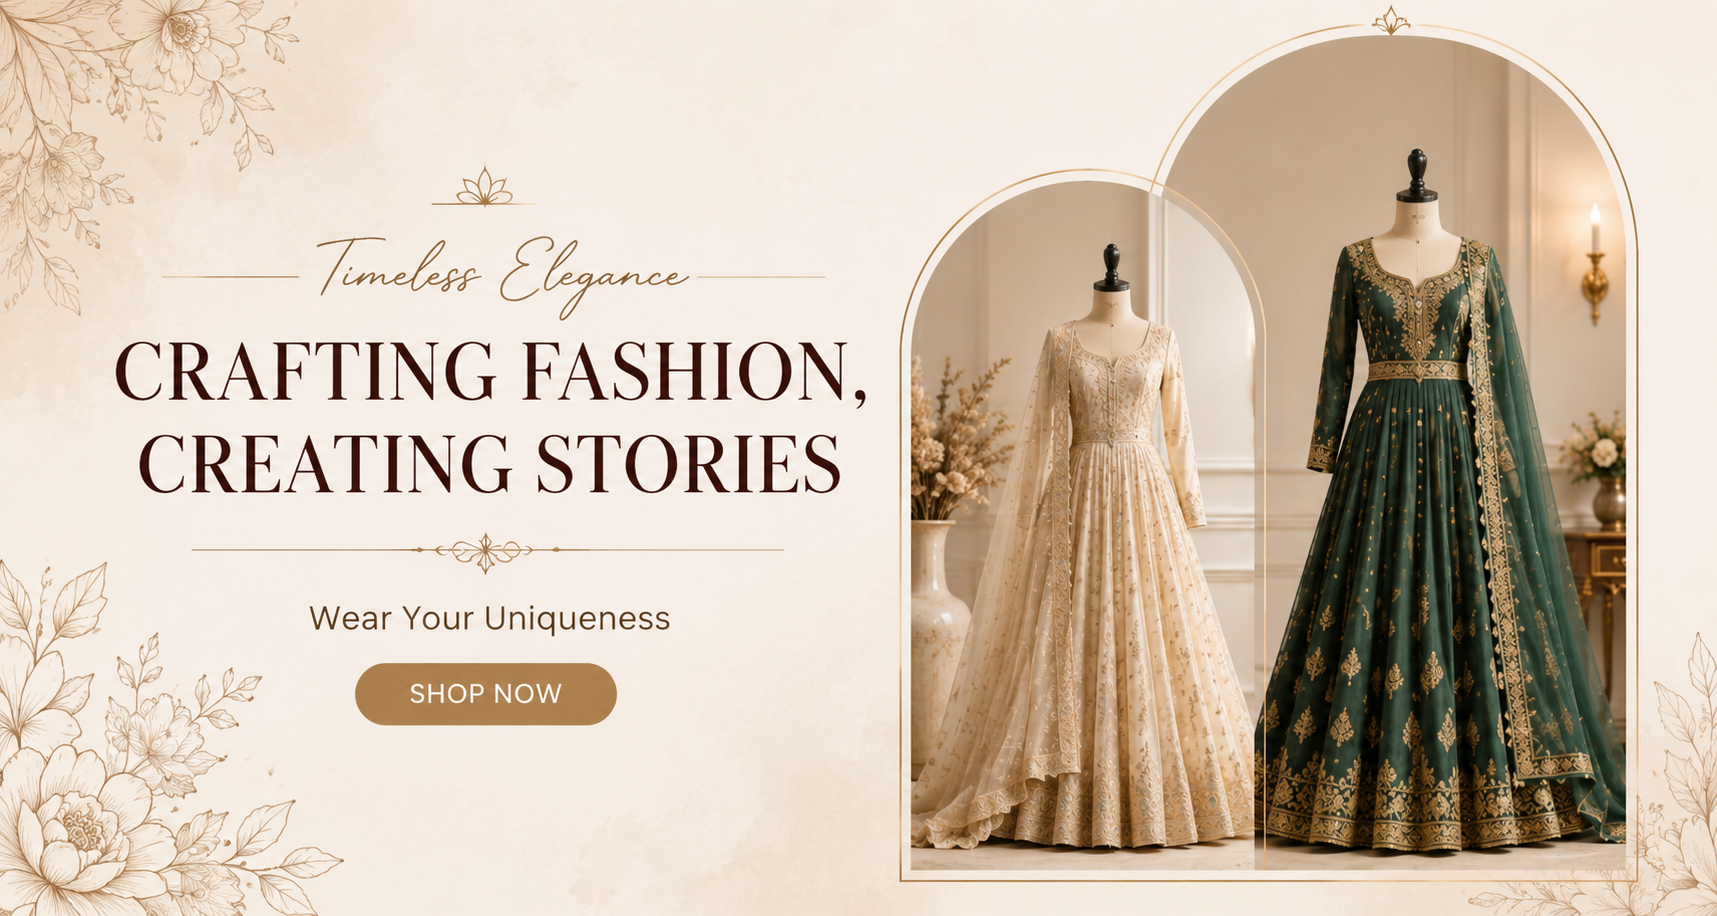 Timeless Elegance
CRAFTING FASHION,
CREATING STORIES
Wear Your Uniqueness
SHOP NOW